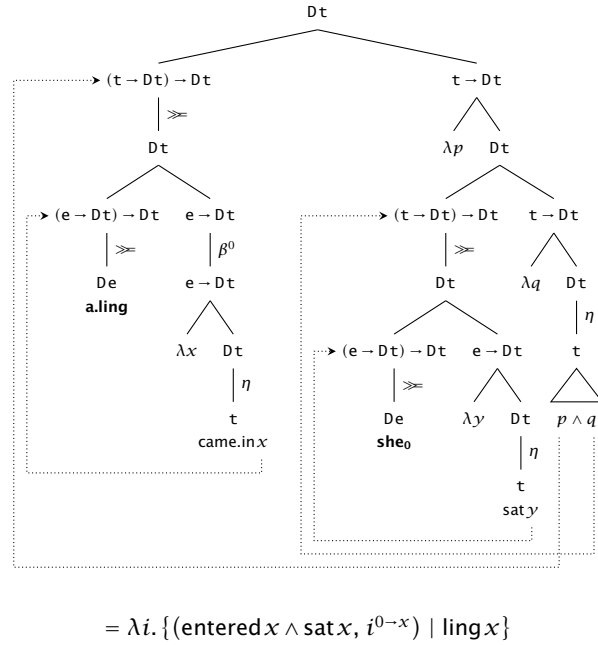 Dt
(t → Dt) → Dt t → Dt
≫=
Dt λp Dt
(e → Dt) → Dt e → Dt (t → Dt) → Dt t → Dt
≫= β⁰ ≫=
De e → Dt Dt λq Dt
a.ling η
λx Dt (e → Dt) → Dt e → Dt t
η ≫=
t De λy Dt p ∧ q
came.in x she₀ η
t
sat y
= λi. {(entered x ∧ sat x, i⁰→ˣ) | ling x}